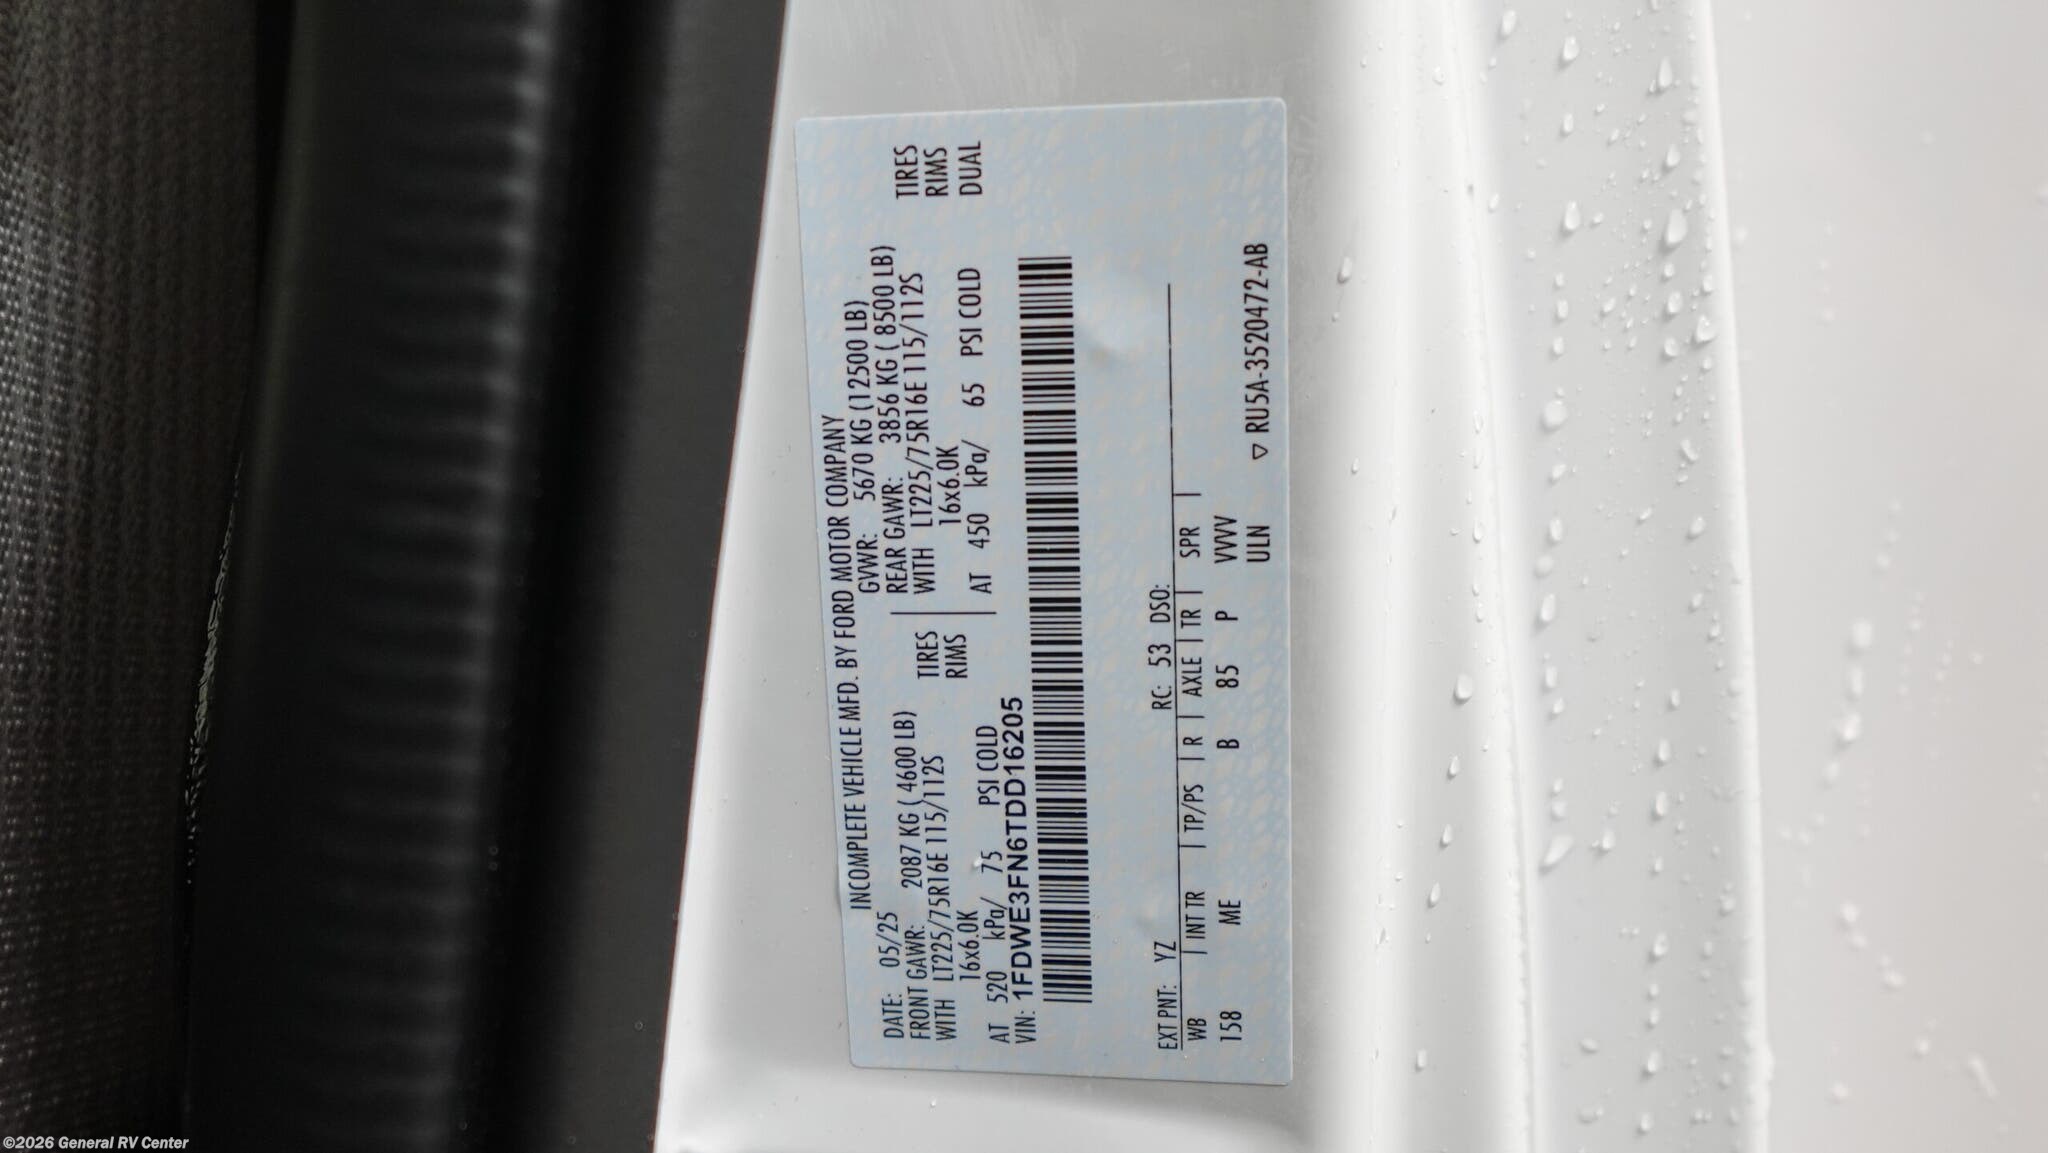 INCOMPLETE VEHICLE MFD. BY FORD MOTOR COMPANY
DATE: 05/25 GVWR: 5670 KG (12500 LB)
FRONT GAWR: 2087 KG ( 4600 LB) REAR GAWR: 3856 KG ( 8500 LB)
WITH LT225/75R16E 115/112S TIRES WITH LT225/75R16E 115/112S TIRES
16x6.0K RIMS 16x6.0K RIMS
AT 520 kPa/ 75 PSI COLD AT 450 kPa/ 65 PSI COLD DUAL
VIN: 1FDWE3FN6TDD16205
EXT PNT: YZ RC: 53 DSO:
WB | INT TR | TP/PS | R | AXLE | TR | SPR |
158 ME B 85 P VVVV
ULN ▽ RU5A-3520472-AB
©2026 General RV Center